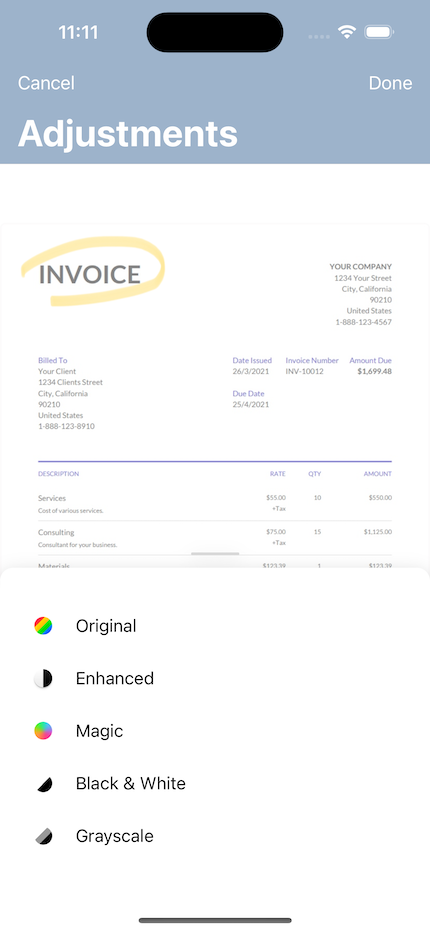 11:11
Cancel Done
Adjustments
INVOICE
YOUR COMPANY
1234 Your Street
City, California
90210
United States
1-888-123-4567
Billed To
Your Client
1234 Clients Street
City, California
90210
United States
1-888-123-8910
Date Issued Invoice Number Amount Due
26/3/2021 INV-10012 $1,699.48
Due Date
25/4/2021
DESCRIPTION RATE QTY AMOUNT
Services $55.00 10 $550.00
Cost of various services. +Tax
Consulting $75.00 15 $1,125.00
Consultant for your business. +Tax
Materials $123.39 1 $123.39
Original
Enhanced
Magic
Black & White
Grayscale